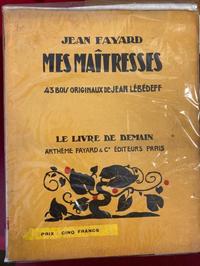 JEAN FAYARD
MES MAÎTRESSES
43 BOIS ORIGINAUX DE JEAN LÉBÉDEFF
LE LIVRE DE DEMAIN
ARTHÈME FAYARD & Cie ÉDITEURS PARIS
PRIX : CINQ FRANCS